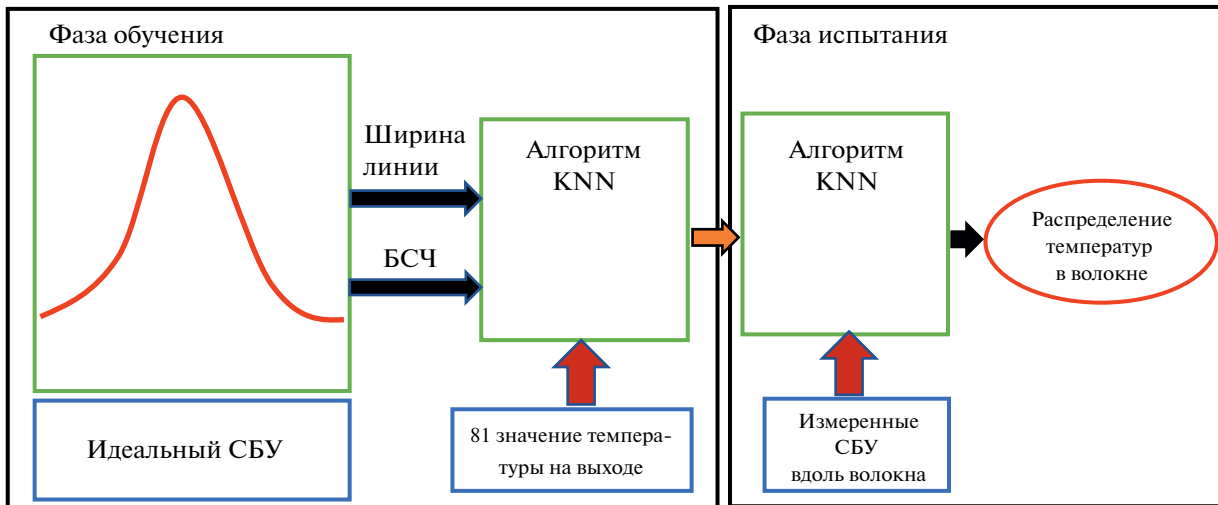 Фаза обучения
Ширина
линии
БСЧ
Алгоритм
KNN
Идеальный СБУ
81 значение темпера-
туры на выходе
Фаза испытания
Алгоритм
KNN
Распределение
температур
в волокне
Измеренные
СБУ
вдоль волокна